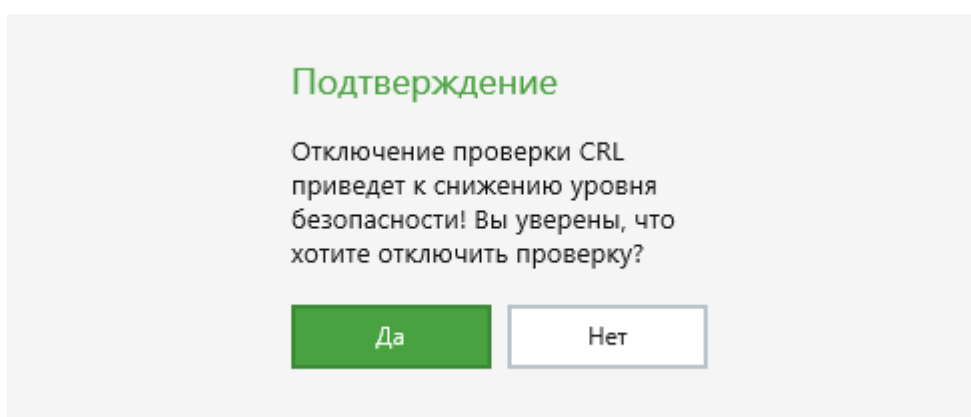 Подтверждение
Отключение проверки CRL
приведет к снижению уровня
безопасности! Вы уверены, что
хотите отключить проверку?
Да
Нет